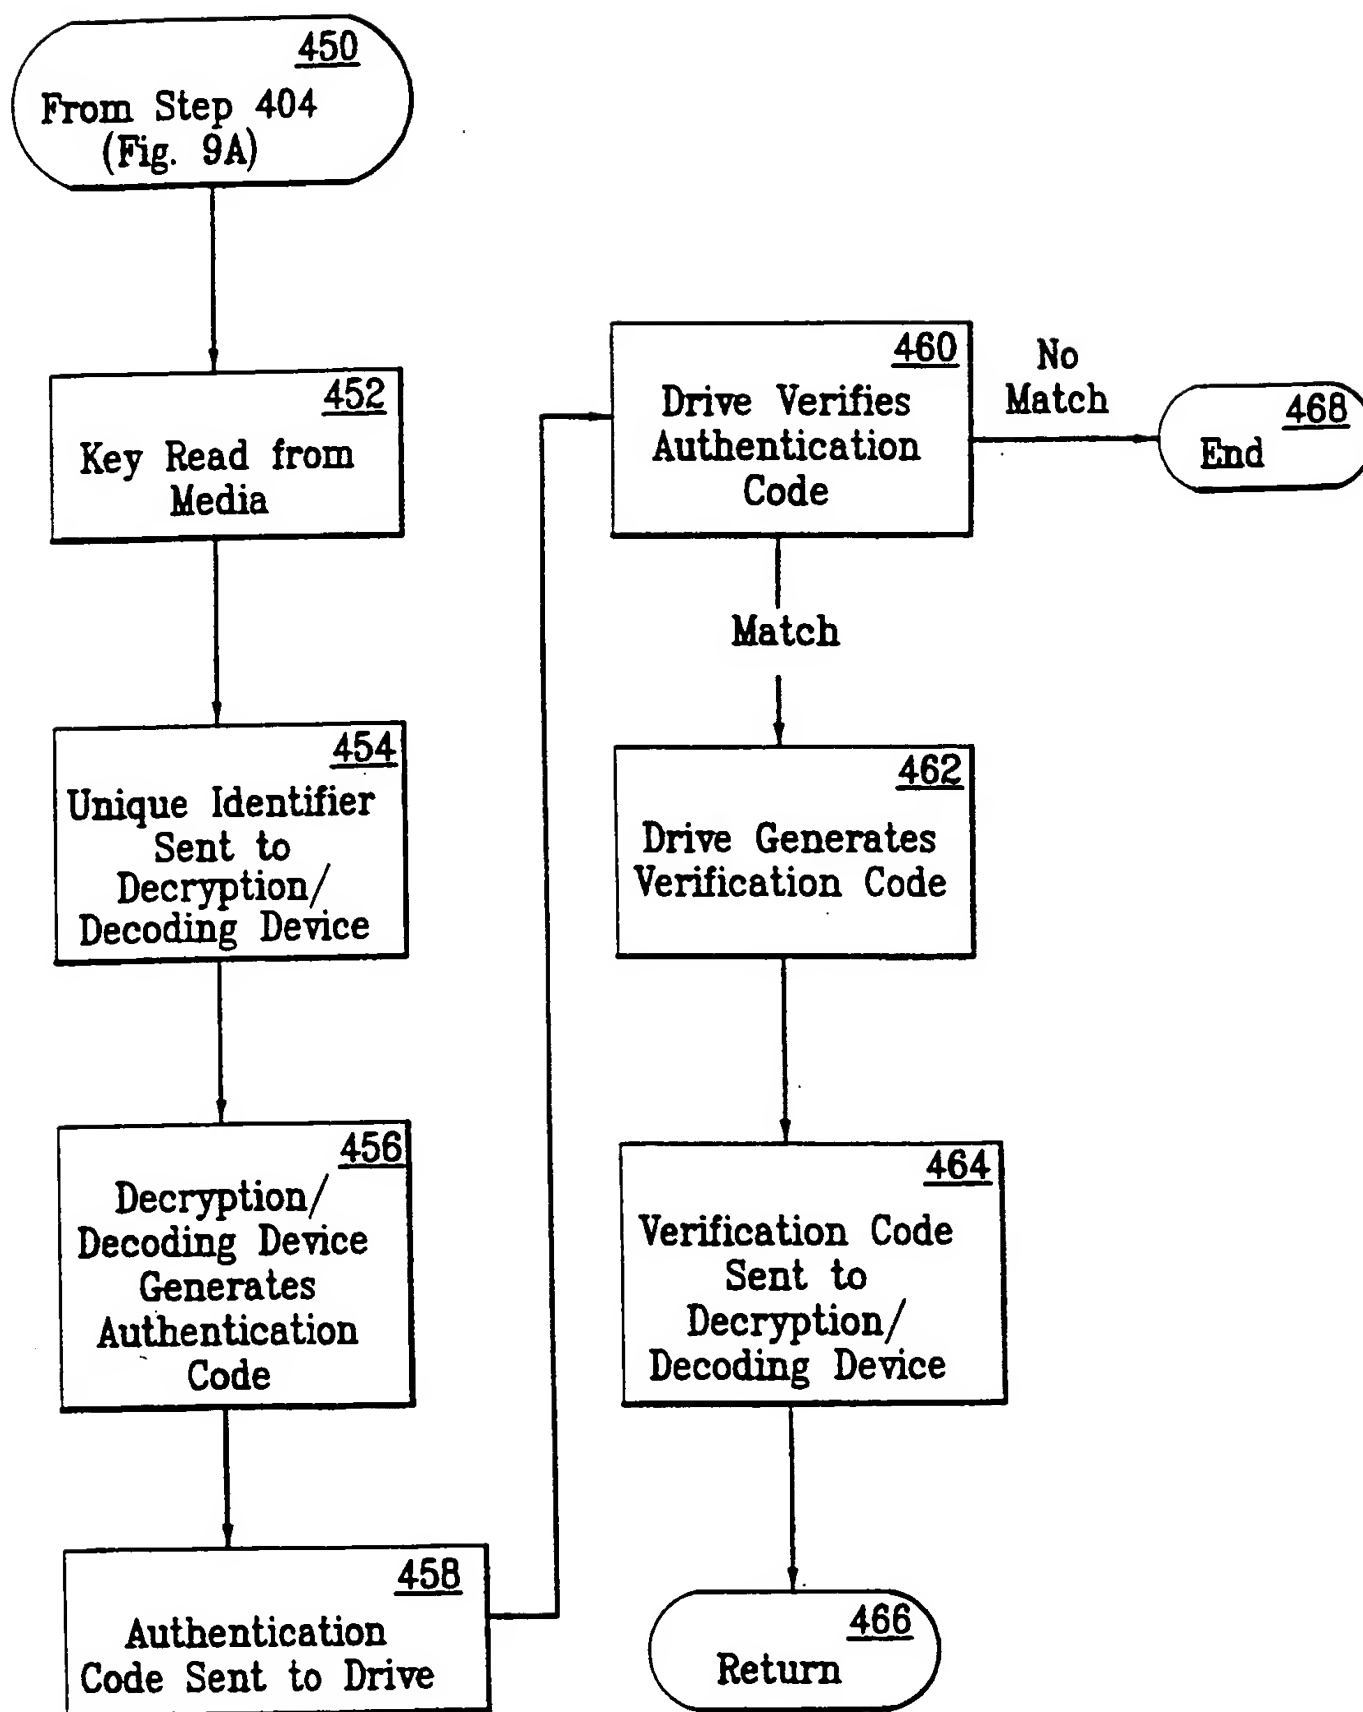 450
From Step 404
(Fig. 9A)
452
Key Read from
Media
454
Unique Identifier
Sent to
Decryption/
Decoding Device
456
Decryption/
Decoding Device
Generates
Authentication
Code
458
Authentication
Code Sent to Drive
460
Drive Verifies
Authentication
Code
No
Match
468
End
Match
462
Drive Generates
Verification Code
464
Verification Code
Sent to
Decryption/
Decoding Device
466
Return